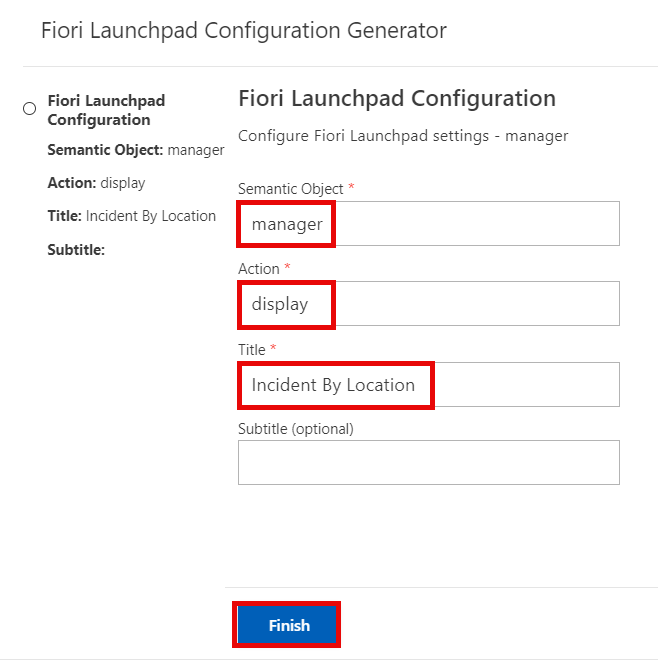 Fiori Launchpad Configuration Generator
Fiori Launchpad
Configuration
Semantic Object: manager
Action: display
Title: Incident By Location
Subtitle:
Fiori Launchpad Configuration
Configure Fiori Launchpad settings - manager
Semantic Object *
manager
Action *
display
Title *
Incident By Location
Subtitle (optional)
Finish